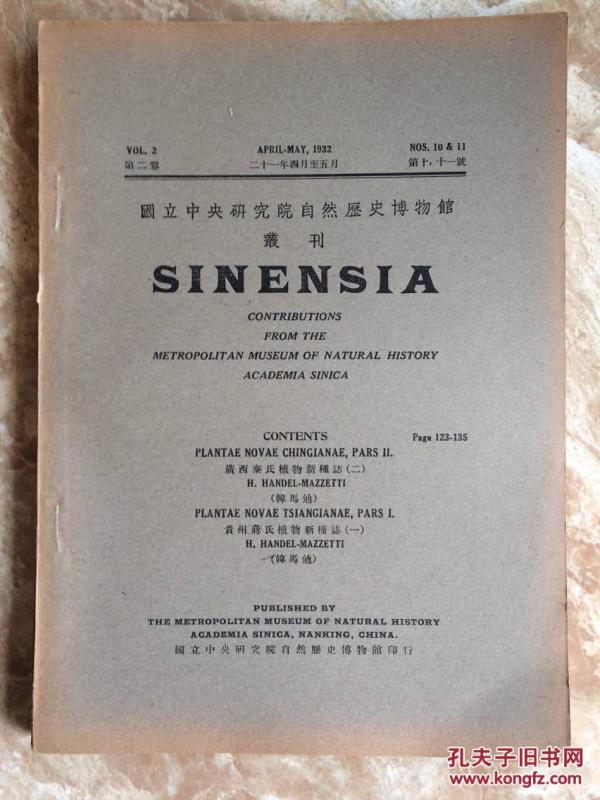 VOL. 2 APRIL-MAY, 1932 NOS. 10 & 11
第二卷 二十一年四月至五月 第十,十一號
國立中央研究院自然歷史博物館
叢刊
SINENSIA
CONTRIBUTIONS
FROM THE
METROPOLITAN MUSEUM OF NATURAL HISTORY
ACADEMIA SINICA
CONTENTS Page 123-135
PLANTAE NOVAE CHINGIANAE, PARS II.
廣西秦氏植物新種誌(二)
H. HANDEL-MAZZETTI
(韓馬迪)
PLANTAE NOVAE TSIANGIANAE, PARS I.
貴州蔣氏植物新種誌(一)
H. HANDEL-MAZZETTI
(韓馬迪)
PUBLISHED BY
THE METROPOLITAN MUSEUM OF NATURAL HISTORY
ACADEMIA SINICA, NANKING, CHINA.
國立中央研究院自然歷史博物館印行
孔夫子旧书网
www.kongfz.com